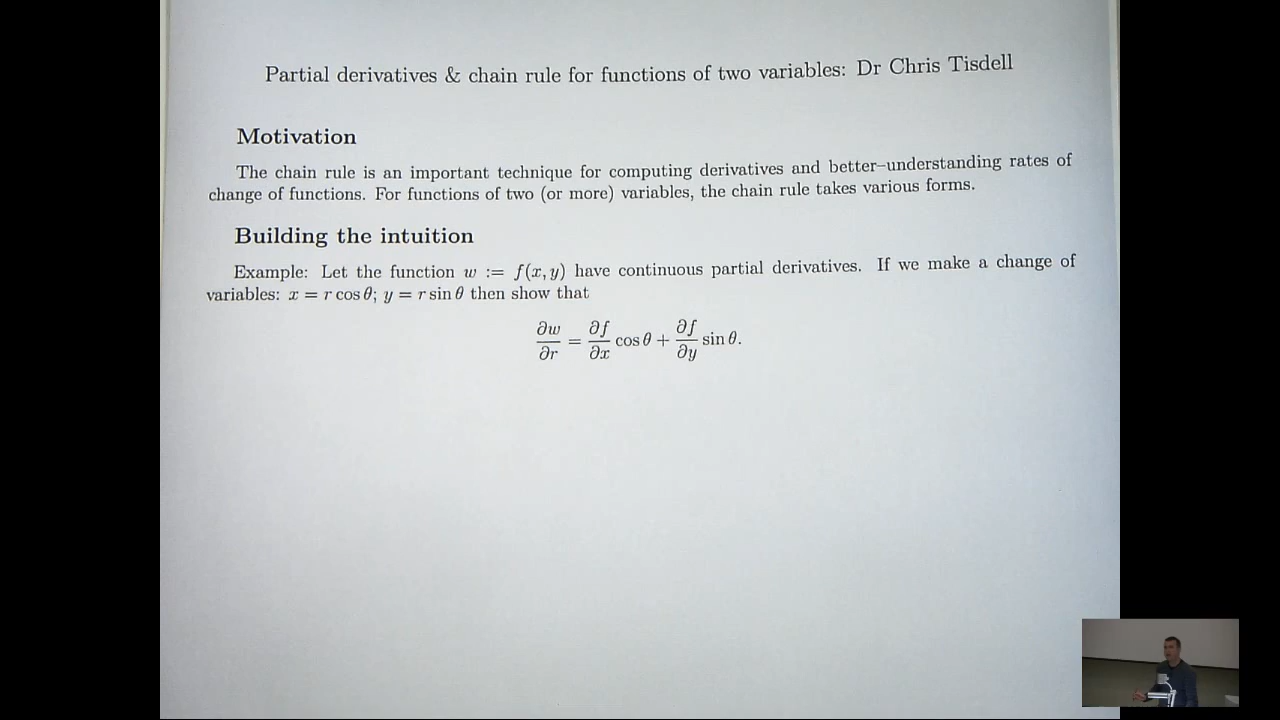 Partial derivatives & chain rule for functions of two variables: Dr Chris Tisdell
Motivation
The chain rule is an important technique for computing derivatives and better–understanding rates of
change of functions. For functions of two (or more) variables, the chain rule takes various forms.
Building the intuition
Example: Let the function w := f(x, y) have continuous partial derivatives. If we make a change of
variables: x = r cos θ; y = r sin θ then show that
∂w/∂r = ∂f/∂x cos θ + ∂f/∂y sin θ.